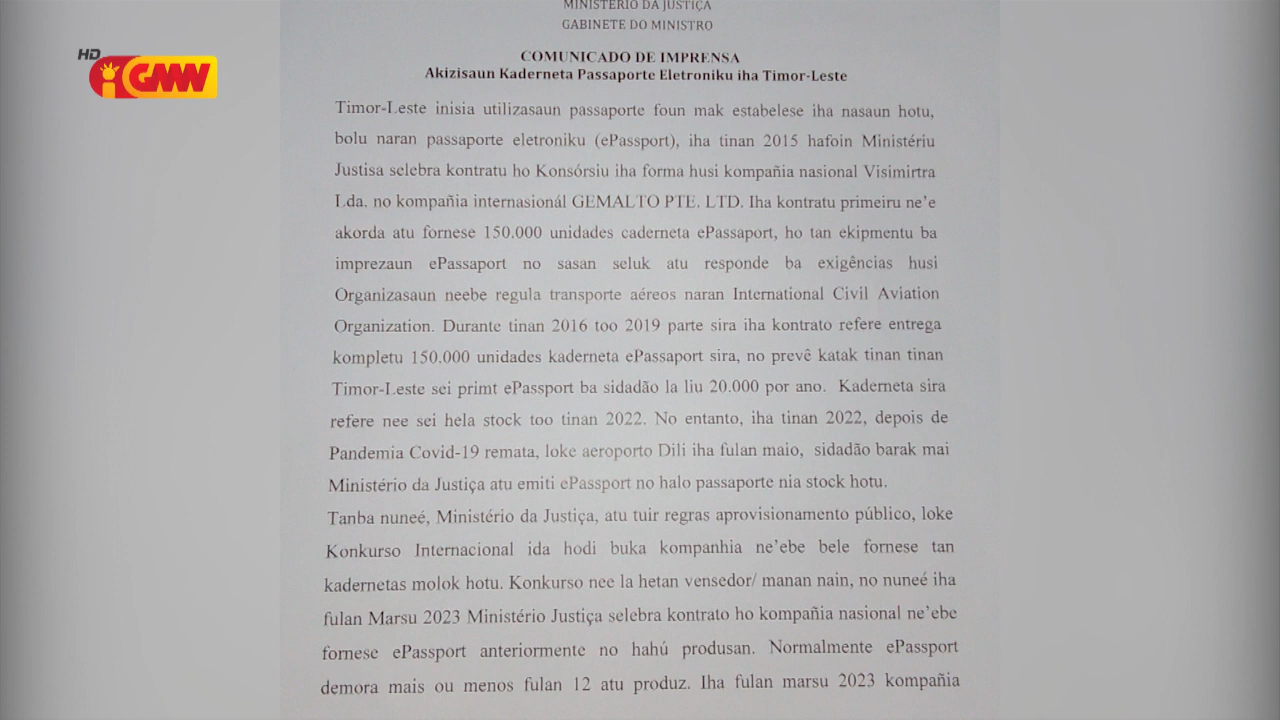 HD
GMW
MINISTÉRIO DA JUSTIÇA
GABINETE DO MINISTRO
COMUNICADO DE IMPRENSA
Akizisaun Kaderneta Passaporte Eletroniku iha Timor-Leste
Timor-Leste inisia utilizasaun passaporte foun mak estabelese iha nasaun hotu,
bolu naran passaporte eletroniku (ePassport), iha tinan 2015 hafoin Ministériu
Justisa selebra kontratu ho Konsórsiu iha forma husi kompañia nasional Visimirtra
Lda. no kompañia internasionál GEMALTO PTE. LTD. Iha kontratu primeiru ne’e
akorda atu fornese 150.000 unidades caderneta ePassaport, ho tan ekipmentu ba
imprezaun ePassaport no sasan seluk atu responde ba exigências husi
Organizasaun neebe regula transporte aéreos naran International Civil Aviation
Organization. Durante tinan 2016 too 2019 parte sira iha kontrato refere entrega
kompletu 150.000 unidades kaderneta ePassaport sira, no prevê katak tinan tinan
Timor-Leste sei primt ePassport ba sidadão la liu 20.000 por ano. Kaderneta sira
refere nee sei hela stock too tinan 2022. No entanto, iha tinan 2022, depois de
Pandemia Covid-19 remata, loke aeroporto Dili iha fulan maio, sidadão barak mai
Ministério da Justiça atu emiti ePassport no halo passaporte nia stock hotu.
Tanba nuneé, Ministério da Justiça, atu tuir regras aprovisionamento público, loke
Konkurso Internacional ida hodi buka kompanhia ne’ebe bele fornese tan
kadernetas molok hotu. Konkurso nee la hetan vensedor/ manan nain, no nuneé iha
fulan Marsu 2023 Ministério Justiça selebra kontrato ho kompañia nasional ne’ebe
fornese ePassport anteriormente no hahú produsan. Normalmente ePassport
demora mais ou menos fulan 12 atu produz. Iha fulan marsu 2023 kompañia